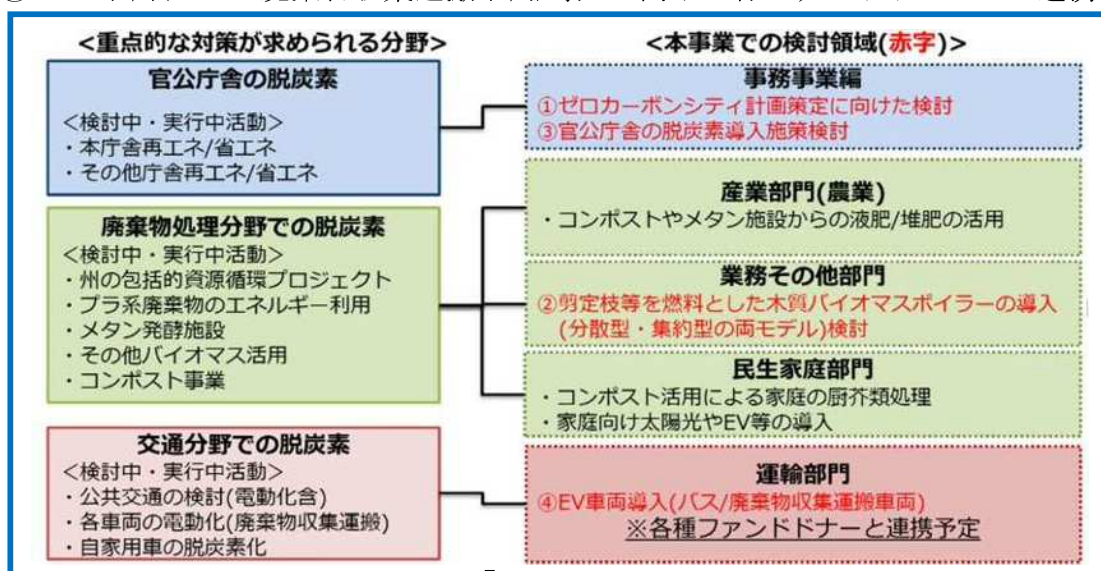 <重点的な対策が求められる分野>
官公庁舎の脱炭素
<検討中・実行中活動>
・本庁舎再エネ/省エネ
・その他庁舎再エネ/省エネ
廃棄物処理分野での脱炭素
<検討中・実行中活動>
・州の包括的資源循環プロジェクト
・プラ系廃棄物のエネルギー利用
・メタン発酵施設
・その他バイオマス活用
・コンポスト事業
交通分野での脱炭素
<検討中・実行中活動>
・公共交通の検討(電動化含)
・各車両の電動化(廃棄物収集運搬)
・自家用車の脱炭素化
<本事業での検討領域(赤字)>
事務事業編
①ゼロカーボンシティ計画策定に向けた検討
③官公庁舎の脱炭素導入施策検討
産業部門(農業)
・コンポストやメタン施設からの液肥/堆肥の活用
業務その他部門
②剪定枝等を燃料とした木質バイオマスボイラーの導入
(分散型・集約型の両モデル)検討
民生家庭部門
・コンポスト活用による家庭の厨芥類処理
・家庭向け太陽光やEV等の導入
運輸部門
④EV車両導入(バス/廃棄物収集運搬車両)
※各種ファンドドナーと連携予定